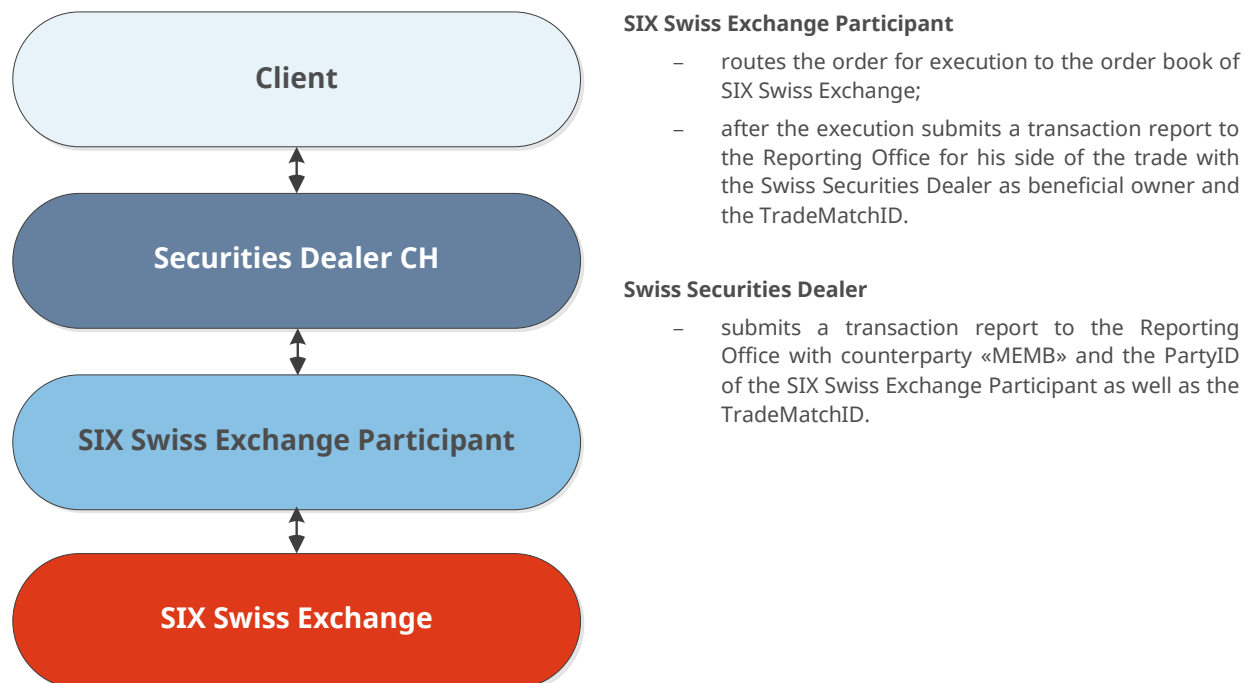 Client
Securities Dealer CH
SIX Swiss Exchange Participant
SIX Swiss Exchange
SIX Swiss Exchange Participant
– routes the order for execution to the order book of
SIX Swiss Exchange;
– after the execution submits a transaction report to
the Reporting Office for his side of the trade with
the Swiss Securities Dealer as beneficial owner and
the TradeMatchID.
Swiss Securities Dealer
– submits a transaction report to the Reporting
Office with counterparty «MEMB» and the PartyID
of the SIX Swiss Exchange Participant as well as the
TradeMatchID.